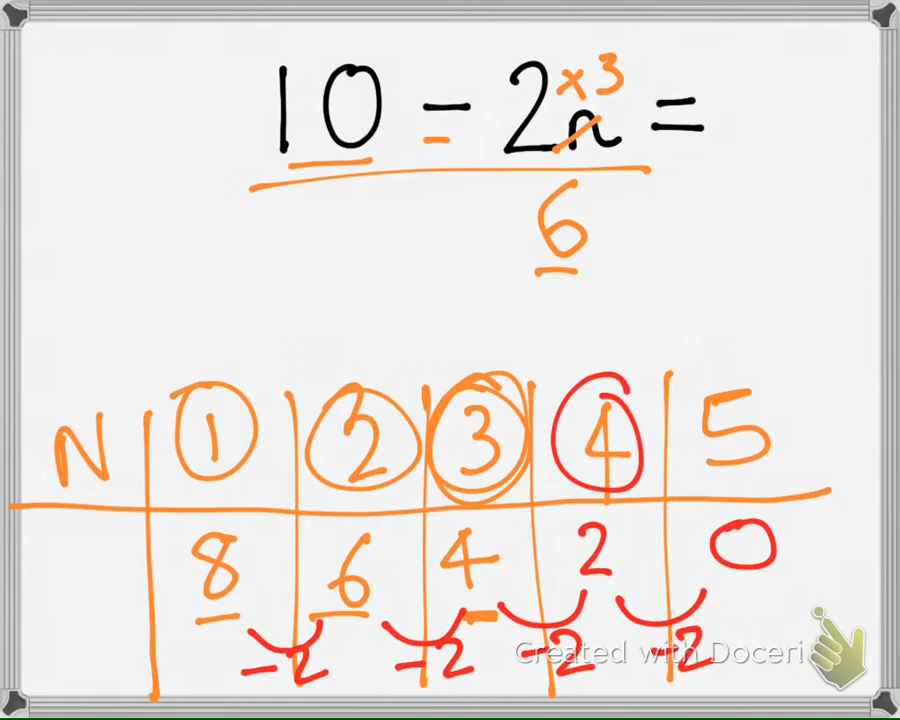 10 - 2n × 3 =
6
N 1 2 3 4 5
8 6 4 2 0
-2 -2 -2 -2
Created with Doceri